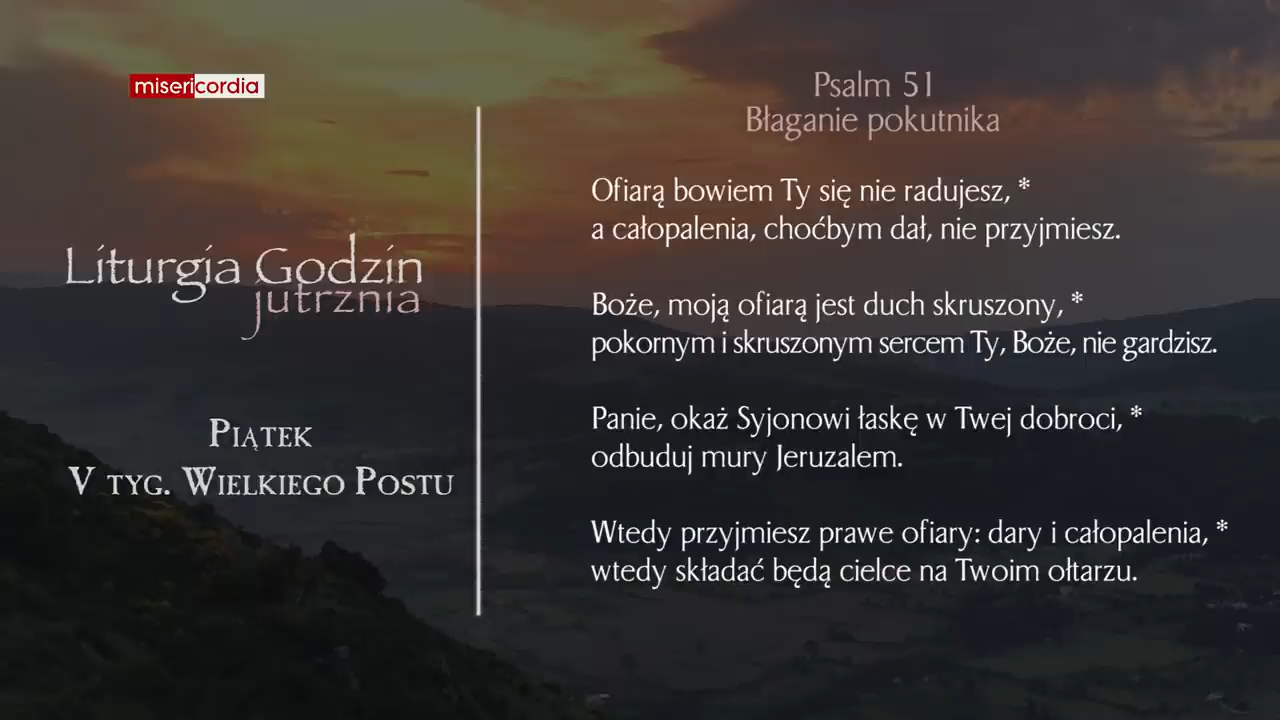 misericordia
Liturgia Godzin
jutrznia
Piątek
V tyg. Wielkiego Postu
Psalm 51
Błaganie pokutnika
Ofiarą bowiem Ty się nie radujesz, *
a całopalenia, choćbym dał, nie przyjmiesz.
Boże, moją ofiarą jest duch skruszony, *
pokornym i skruszonym sercem Ty, Boże, nie gardzisz.
Panie, okaż Syjonowi łaskę w Twej dobroci, *
odbuduj mury Jeruzalem.
Wtedy przyjmiesz prawe ofiary: dary i całopalenia, *
wtedy składać będą cielce na Twoim ołtarzu.